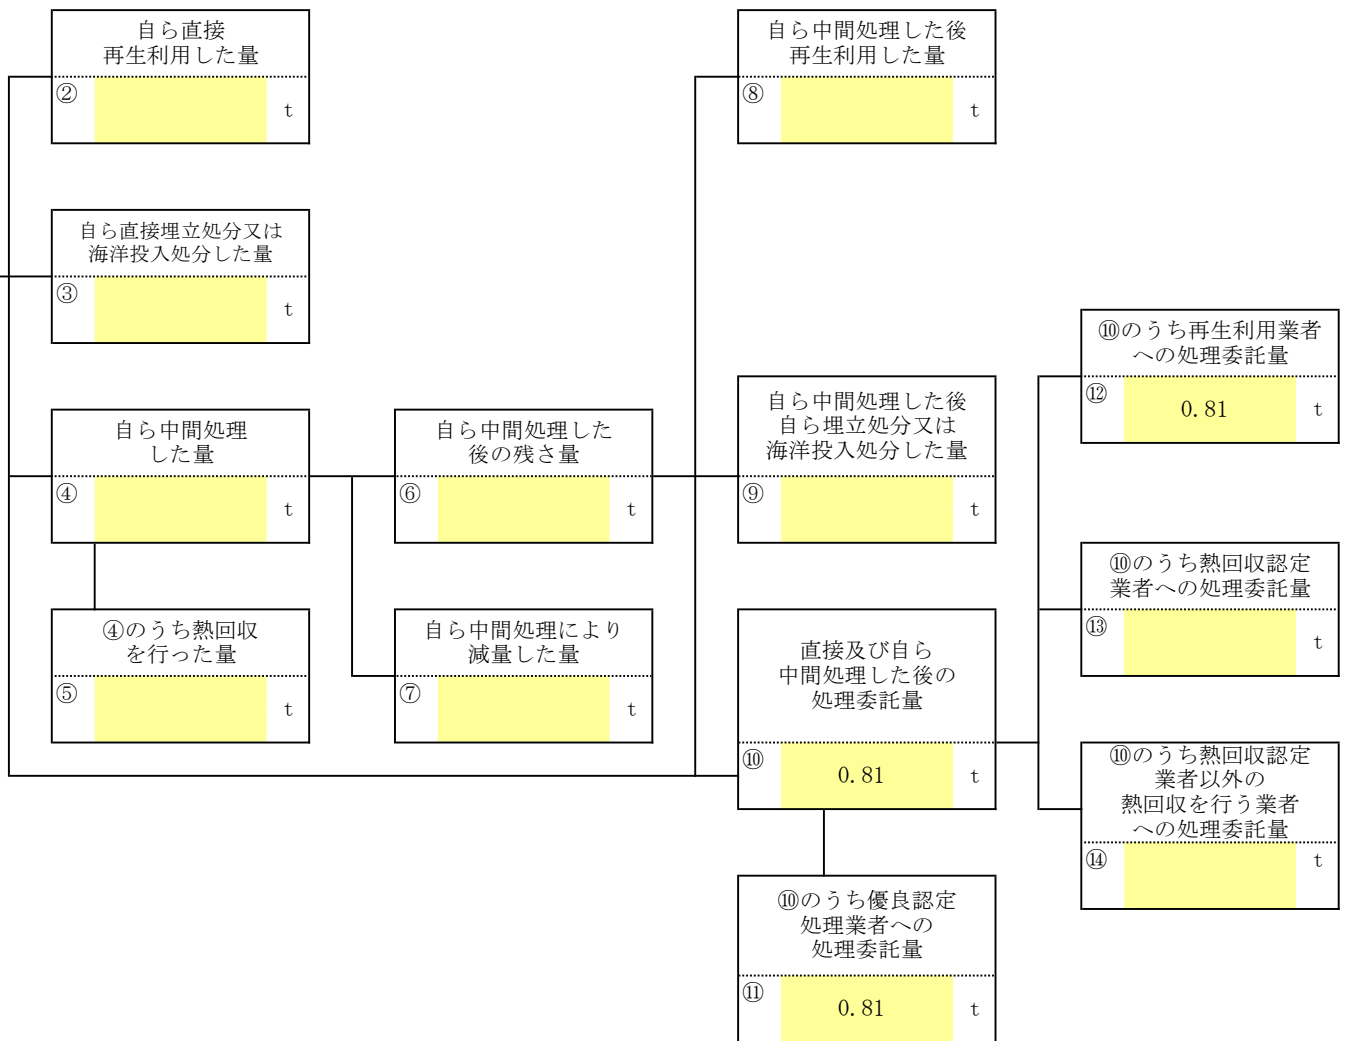 自ら直接
再生利用した量
② t
自ら中間処理した後
再生利用した量
⑧ t
自ら直接埋立処分又は
海洋投入処分した量
③ t
⑩のうち再生利用業者
への処理委託量
⑫ 0.81 t
自ら中間処理
した量
④ t
自ら中間処理した
後の残さ量
⑥ t
自ら中間処理した後
自ら埋立処分又は
海洋投入処分した量
⑨ t
⑩のうち熱回収認定
業者への処理委託量
⑬ t
④のうち熱回収
を行った量
⑤ t
自ら中間処理により
減量した量
⑦ t
直接及び自ら
中間処理した後の
処理委託量
⑩ 0.81 t
⑩のうち熱回収認定
業者以外の
熱回収を行う業者
への処理委託量
⑭ t
⑩のうち優良認定
処理業者への
処理委託量
⑪ 0.81 t